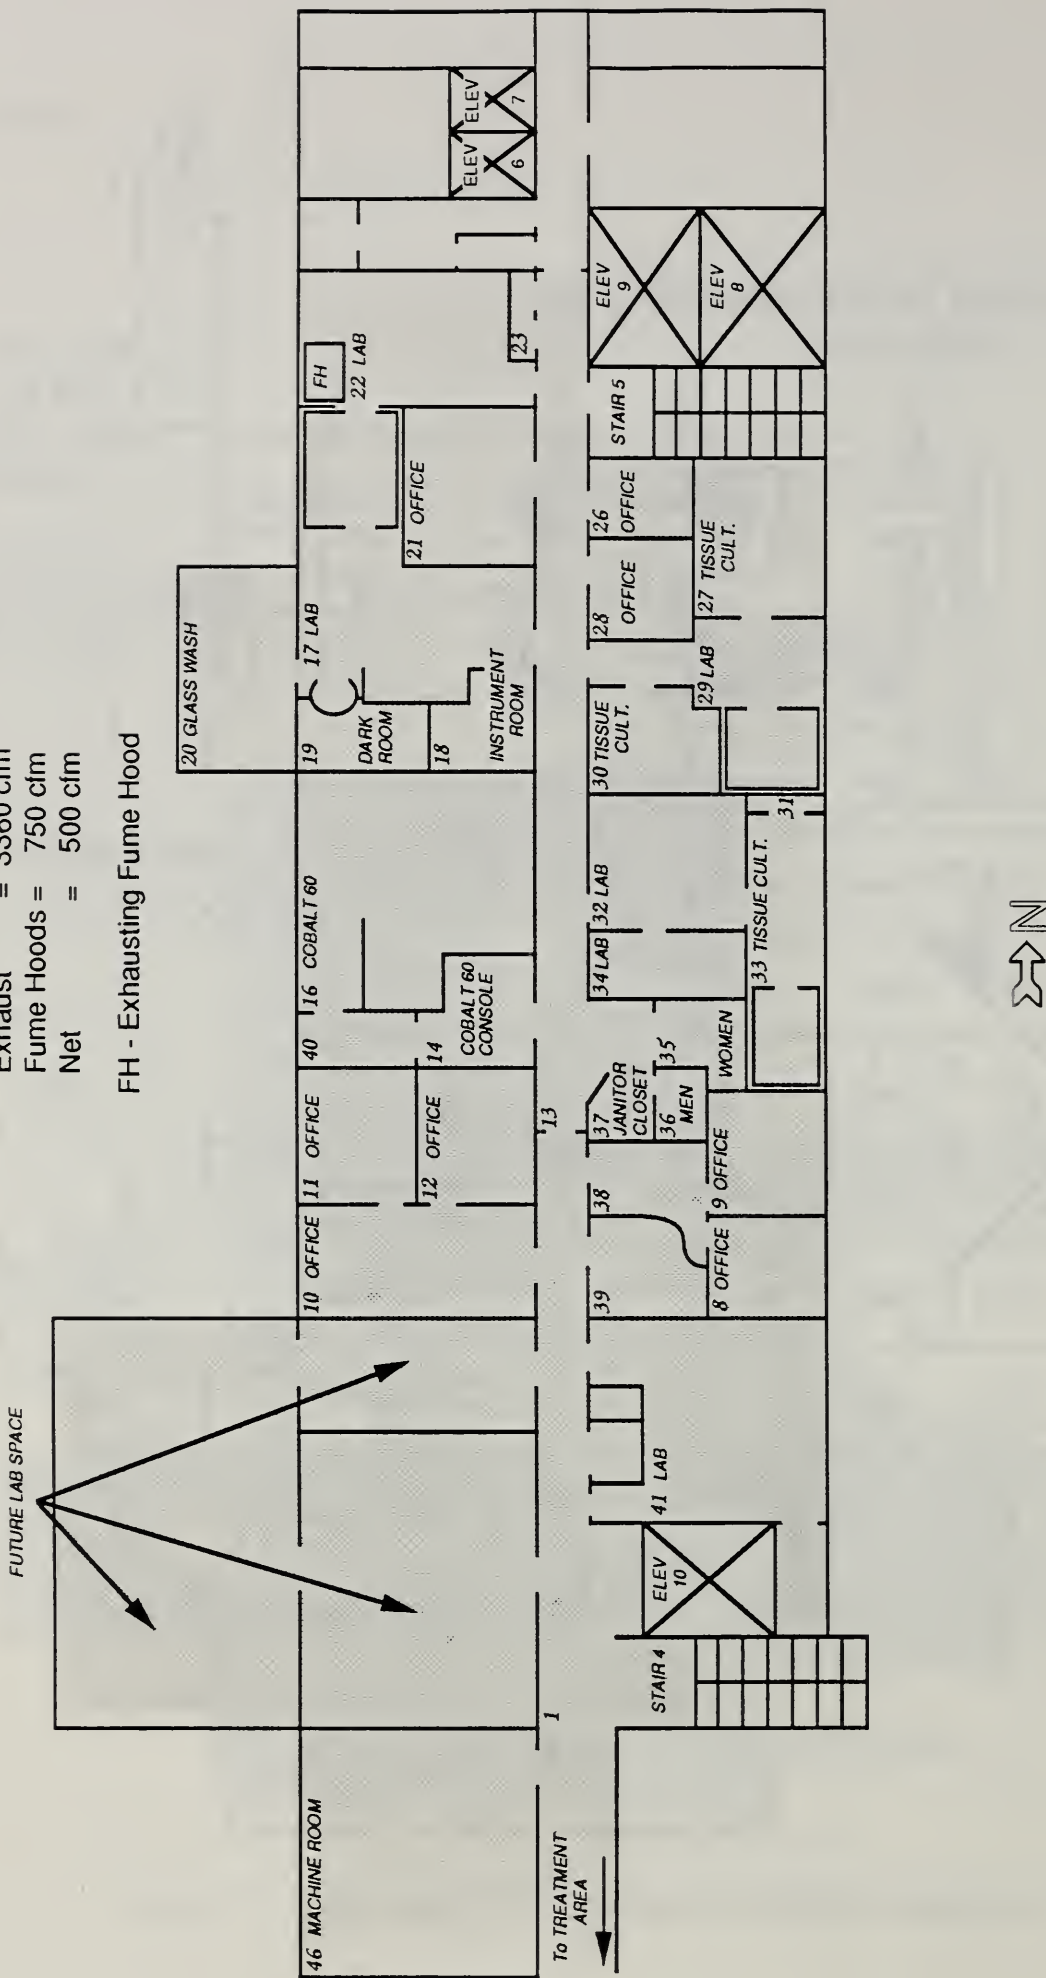 Exhaust = 3360 cfm
Fume Hoods = 750 cfm
Net = 500 cfm
FH - Exhausting Fume Hood
FUTURE LAB SPACE
46 MACHINE ROOM
To TREATMENT
AREA
1
10 OFFICE
11 OFFICE
12 OFFICE
13
40
14
COBALT 60
CONSOLE
16 COBALT 60
20 GLASS WASH
19
DARK
ROOM
18
INSTRUMENT
ROOM
17 LAB
21 OFFICE
FH
22 LAB
23
ELEV
6
ELEV
7
STAIR 4
ELEV
10
41 LAB
39
8 OFFICE
38
9 OFFICE
37
JANITOR
CLOSET
36
MEN
35
WOMEN
34 LAB
32 LAB
33 TISSUE CULT.
31
30 TISSUE
CULT.
29 LAB
28
OFFICE
27 TISSUE
CULT.
26
OFFICE
STAIR 5
ELEV
9
ELEV
8
N